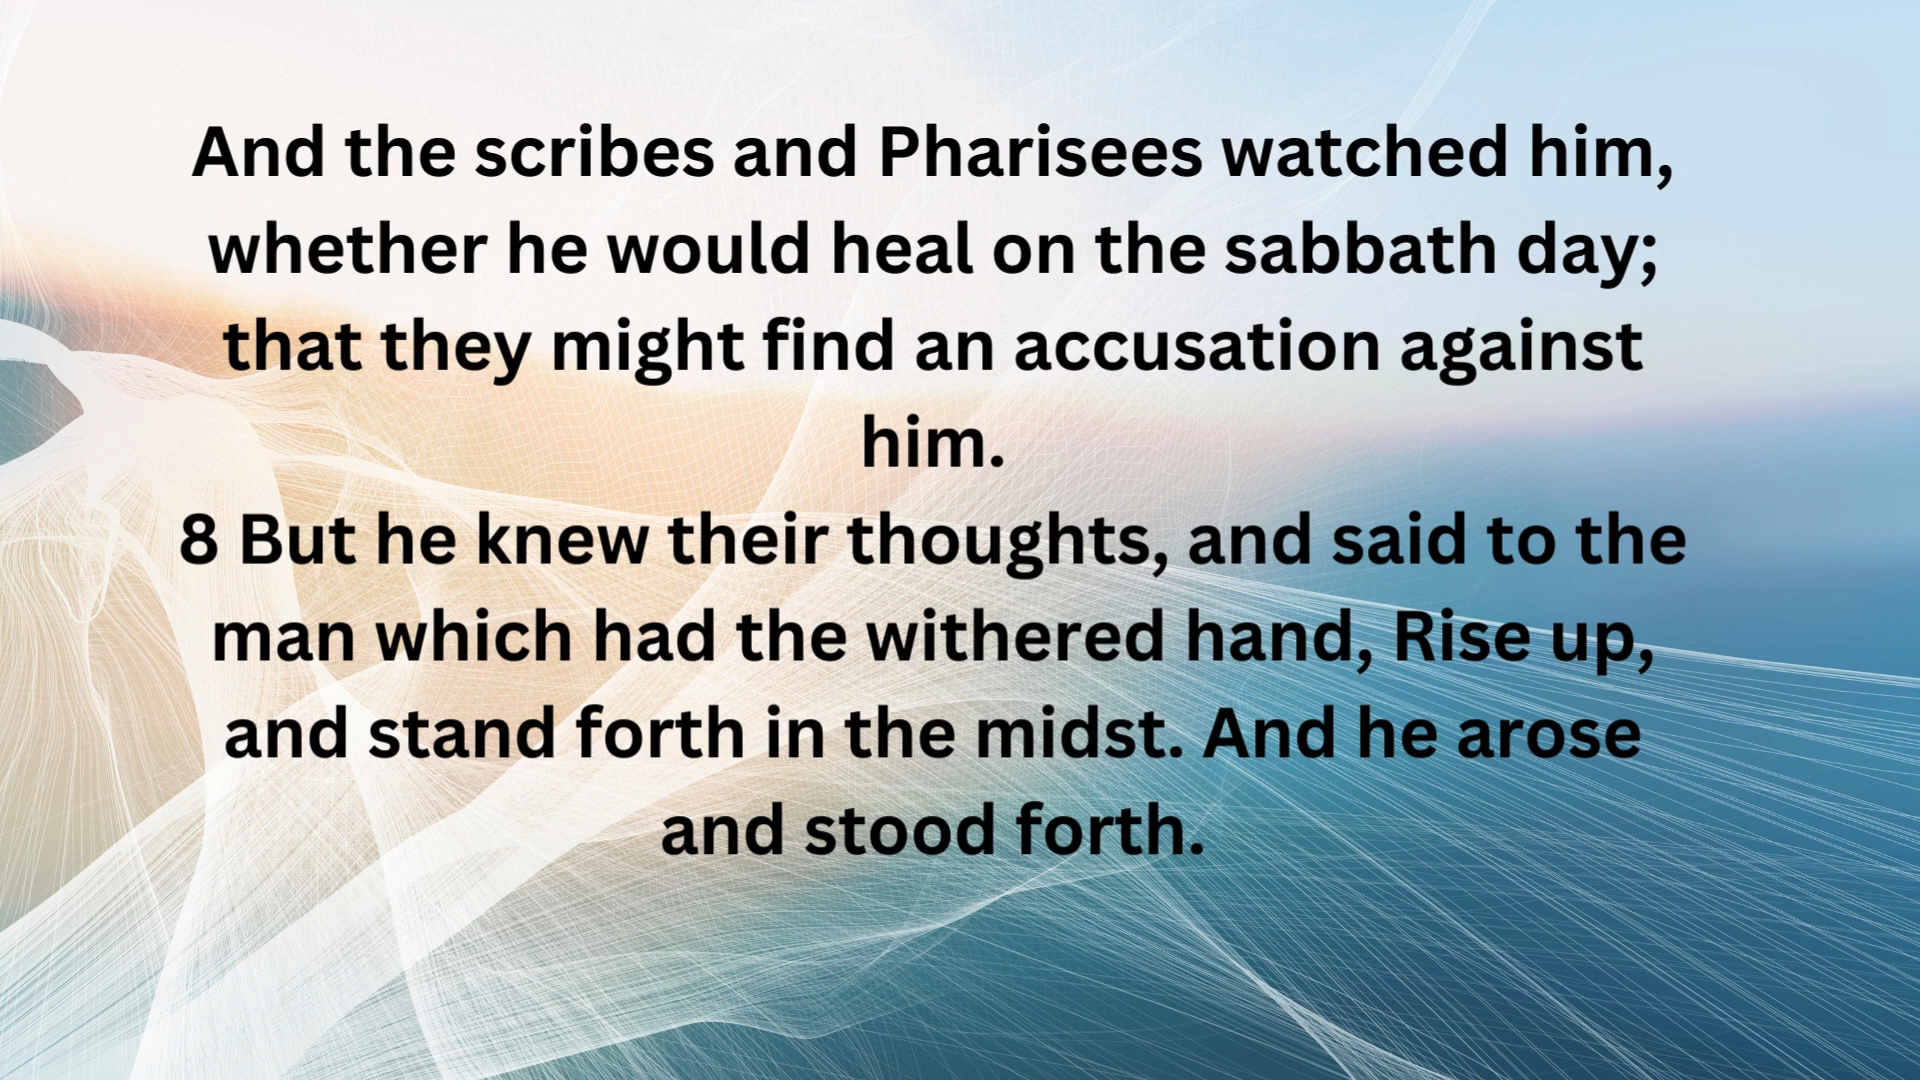 And the scribes and Pharisees watched him,
whether he would heal on the sabbath day;
that they might find an accusation against
him.
8 But he knew their thoughts, and said to the
man which had the withered hand, Rise up,
and stand forth in the midst. And he arose
and stood forth.